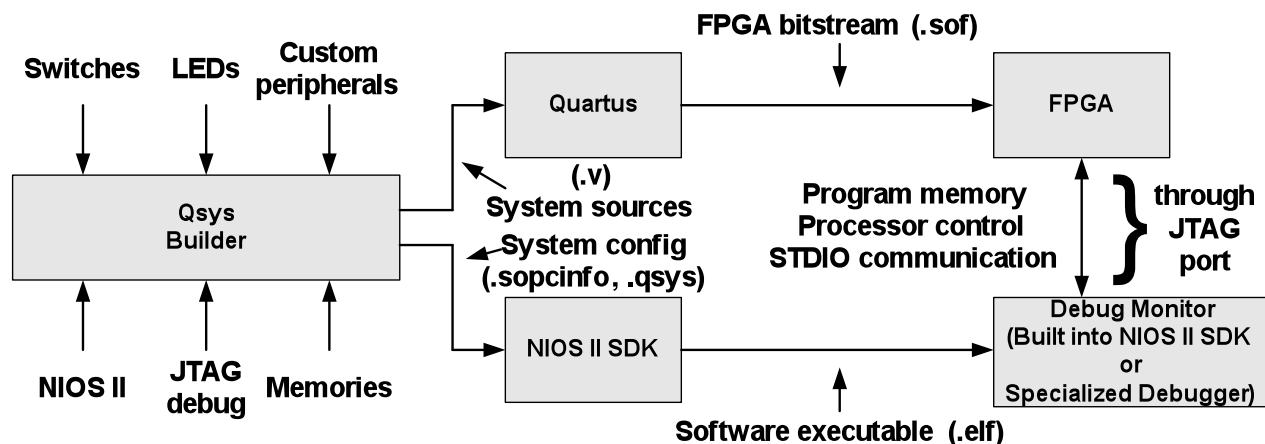 FPGA bitstream (.sof)
Switches
LEDs
Custom
peripherals
Quartus
FPGA
(.v)
System sources
Qsys
Builder
System config
(.sopcinfo, .qsys)
Program memory
Processor control
STDIO communication
through
JTAG
port
}
NIOS II
JTAG
debug
Memories
NIOS II SDK
Debug Monitor
(Built into NIOS II SDK
or
Specialized Debugger)
Software executable (.elf)